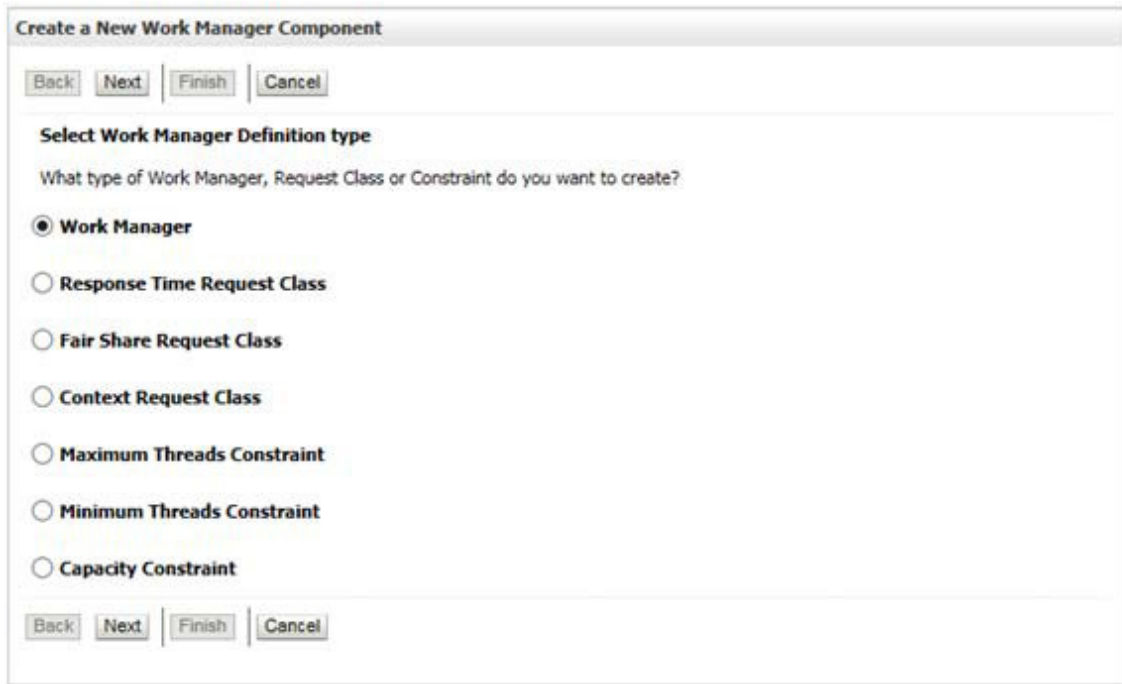 Create a New Work Manager Component
Back Next Finish Cancel
Select Work Manager Definition type
What type of Work Manager, Request Class or Constraint do you want to create?
Work Manager
Response Time Request Class
Fair Share Request Class
Context Request Class
Maximum Threads Constraint
Minimum Threads Constraint
Capacity Constraint
Back Next Finish Cancel